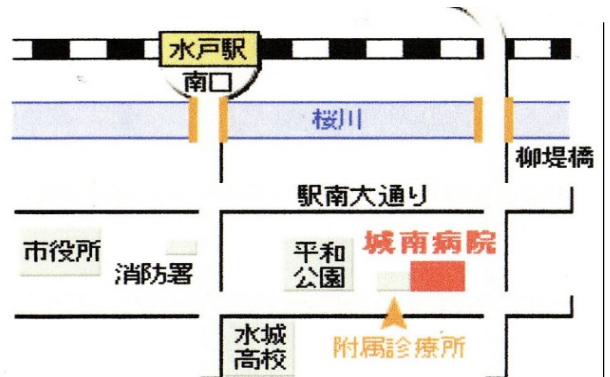 水戸駅
南口
桜川
柳堤橋
駅南大通り
市役所
消防署
平和
公園
城南病院
附属診療所
水城
高校